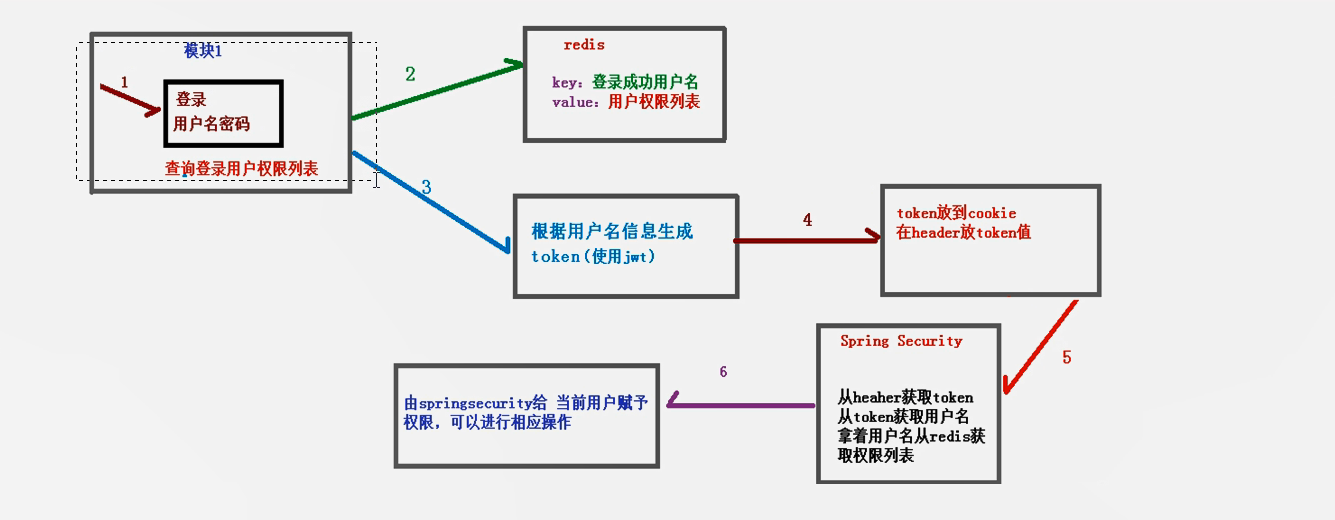 模块1
1
登录
用户名密码
查询登录用户权限列表
2
redis
key：登录成功用户名
value：用户权限列表
3
根据用户名信息生成
token(使用jwt)
4
token放到cookie
在header放token值
5
Spring Security
从heaher获取token
从token获取用户名
拿着用户名从redis获
取权限列表
6
由springsecurity给 当前用户赋予
权限，可以进行相应操作